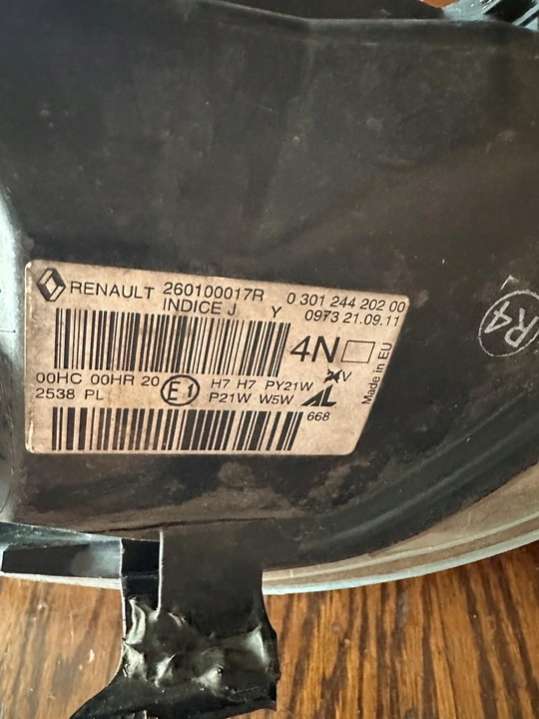 RENAULT 260100017R
INDICE J Y
0 301 244 202 00
0973 21.09.11
4N
Made in EU
00HC 00HR 20
2538 PL
E1
H7 H7 PY21W
P21W W5W
AL
668
R4